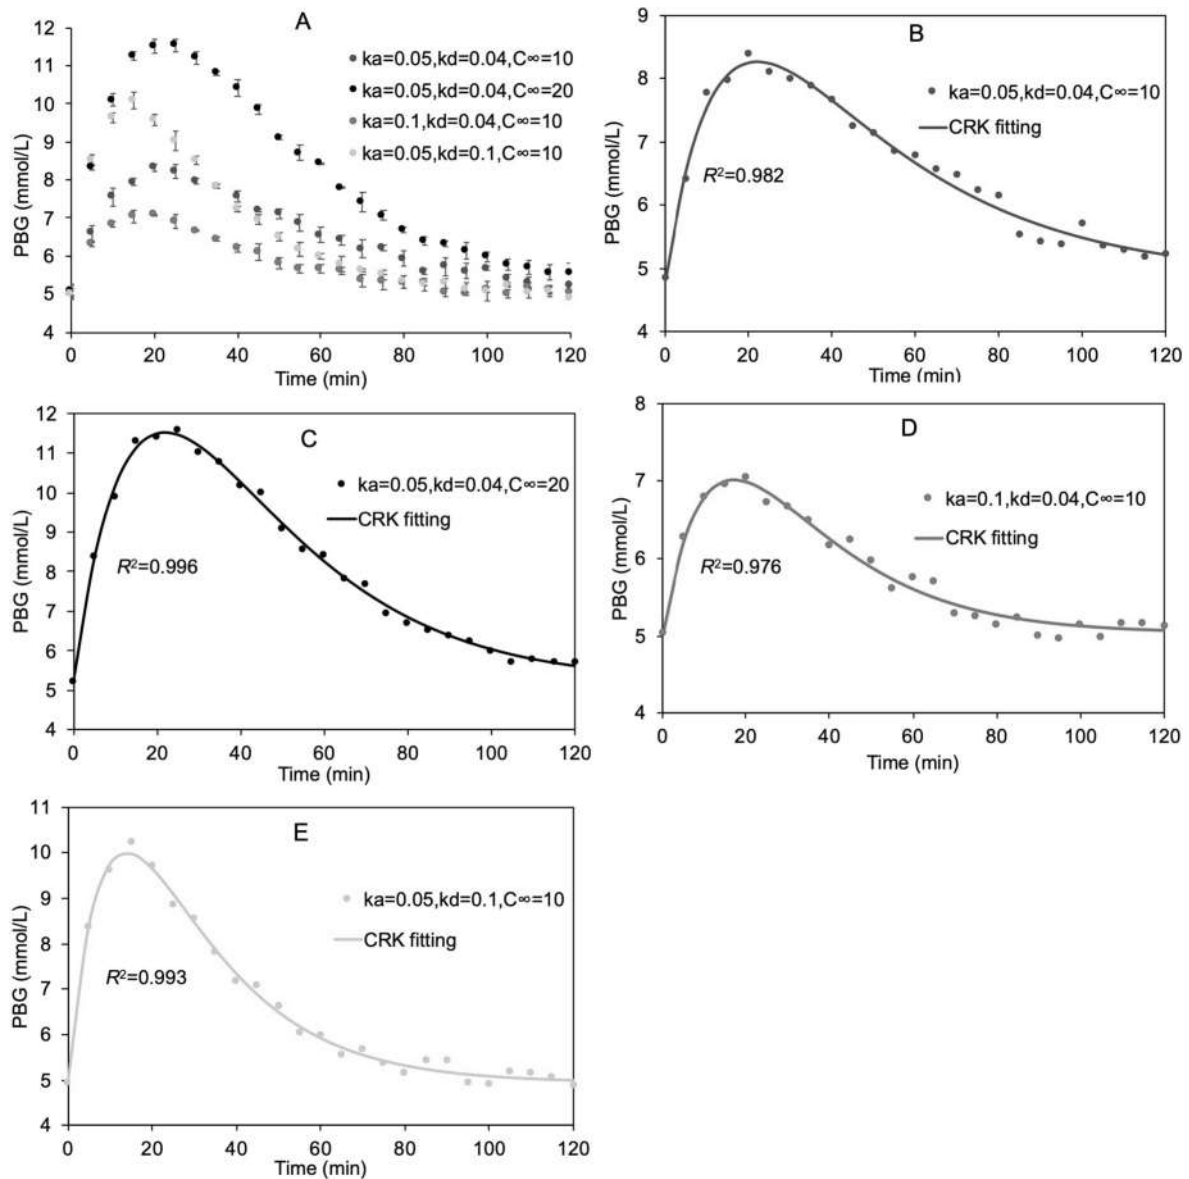 A
12
11
10
9
8
7
6
5
4
PBG (mmol/L)
ka=0.05,kd=0.04,C∞=10
ka=0.05,kd=0.04,C∞=20
ka=0.1,kd=0.04,C∞=10
ka=0.05,kd=0.1,C∞=10
0 20 40 60 80 100 120
Time (min)
B
9
8
7
6
5
4
PBG (mmol/L)
ka=0.05,kd=0.04,C∞=10
CRK fitting
R²=0.982
0 20 40 60 80 100 120
Time (min)
C
12
11
10
9
8
7
6
5
4
PBG (mmol/L)
ka=0.05,kd=0.04,C∞=20
CRK fitting
R²=0.996
0 20 40 60 80 100 120
Time (min)
D
8
7
6
5
4
PBG (mmol/L)
ka=0.1,kd=0.04,C∞=10
CRK fitting
R²=0.976
0 20 40 60 80 100 120
Time (min)
E
11
10
9
8
7
6
5
4
PBG (mmol/L)
ka=0.05,kd=0.1,C∞=10
CRK fitting
R²=0.993
0 20 40 60 80 100 120
Time (min)